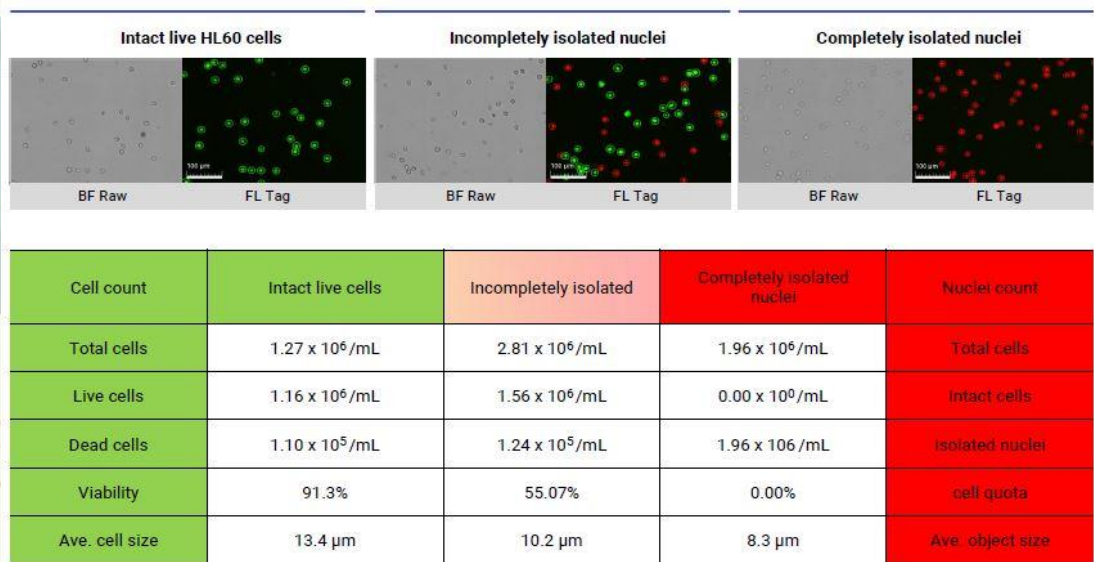 Intact live HL60 cells
Incompletely isolated nuclei
Completely isolated nuclei
100 µm
100 µm
100 µm
BF Raw
FL Tag
BF Raw
FL Tag
BF Raw
FL Tag
Cell count
Intact live cells
Incompletely isolated
Completely isolated
nuclei
Nuclei count
Total cells
1.27 x 10⁶/mL
2.81 x 10⁶/mL
1.96 x 10⁶/mL
Total cells
Live cells
1.16 x 10⁶/mL
1.56 x 10⁶/mL
0.00 x 10⁰/mL
Intact cells
Dead cells
1.10 x 10⁵/mL
1.24 x 10⁵/mL
1.96 x 106/mL
Isolated nuclei
Viability
91.3%
55.07%
0.00%
cell quota
Ave. cell size
13.4 µm
10.2 µm
8.3 µm
Ave. object size